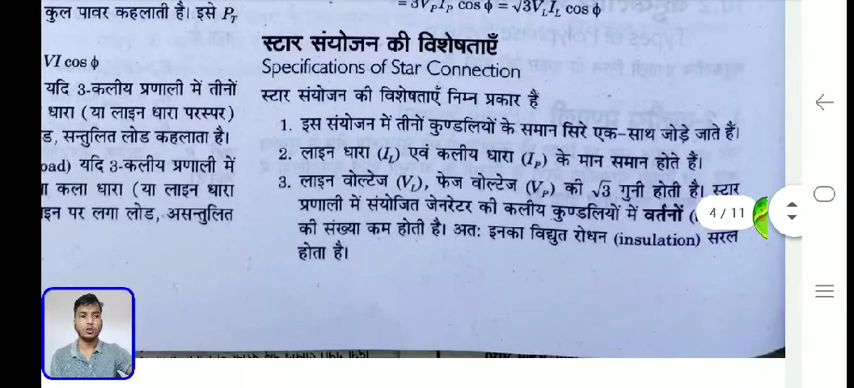 कुल पावर कहलाती है। इसे P_T
VI cos ϕ
यदि 3-कलीय प्रणाली में तीनों
धारा (या लाइन धारा परस्पर)
ड, सन्तुलित लोड कहलाता है।
oad) यदि 3-कलीय प्रणाली में
ा कला धारा (या लाइन धारा
इन पर लगा लोड, असन्तुलित
= 3V_P I_P cos ϕ = √3V_L I_L cos ϕ
स्टार संयोजन की विशेषताएँ
Specifications of Star Connection
स्टार संयोजन की विशेषताएँ निम्न प्रकार हैं
1. इस संयोजन में तीनों कुण्डलियों के समान सिरे एक-साथ जोड़े जाते हैं।
2. लाइन धारा (I_L) एवं कलीय धारा (I_P) के मान समान होते हैं।
3. लाइन वोल्टेज (V_L), फेज वोल्टेज (V_P) की √3 गुनी होती है। स्टार
प्रणाली में संयोजित जेनरेटर की कलीय कुण्डलियों में वर्तनों (
की संख्या कम होती है। अतः इनका विद्युत रोधन (insulation) सरल
होता है।
4 / 11